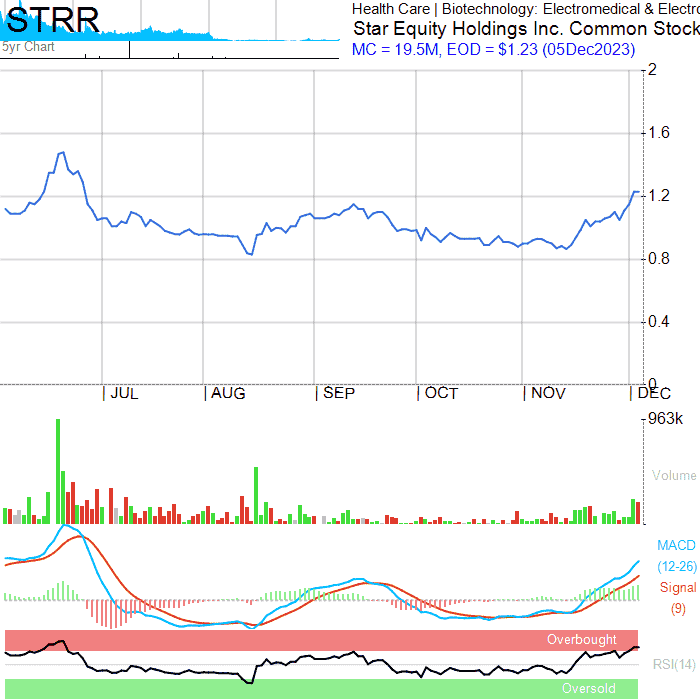 STRR
5yr Chart
Health Care | Biotechnology: Electromedical & Electro
Star Equity Holdings Inc. Common Stock
MC = 19.5M, EOD = $1.23 (05Dec2023)
2
1.6
1.2
0.8
0.4
0
| JUL | AUG | SEP | OCT | NOV | DEC
963k
Volume
MACD
(12-26)
Signal
(9)
Overbought
RSI(14)
Oversold